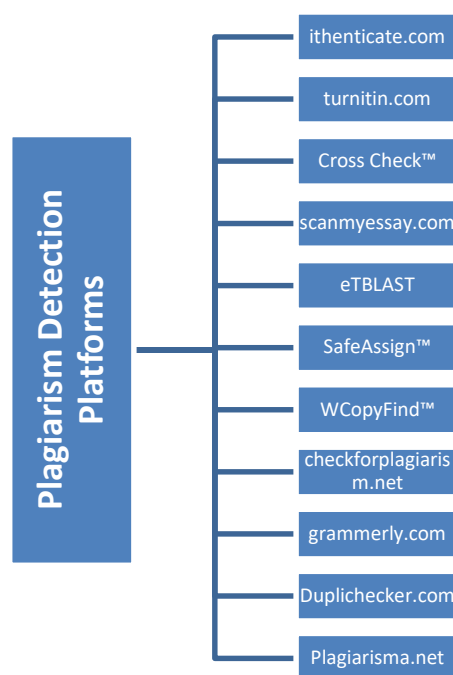 Plagiarism Detection
Platforms
ithenticate.com
turnitin.com
Cross Check™
scanmyessay.com
eTBLAST
SafeAssign™
WCopyFind™
checkforplagiaris
m.net
grammerly.com
Duplichecker.com
Plagiarisma.net